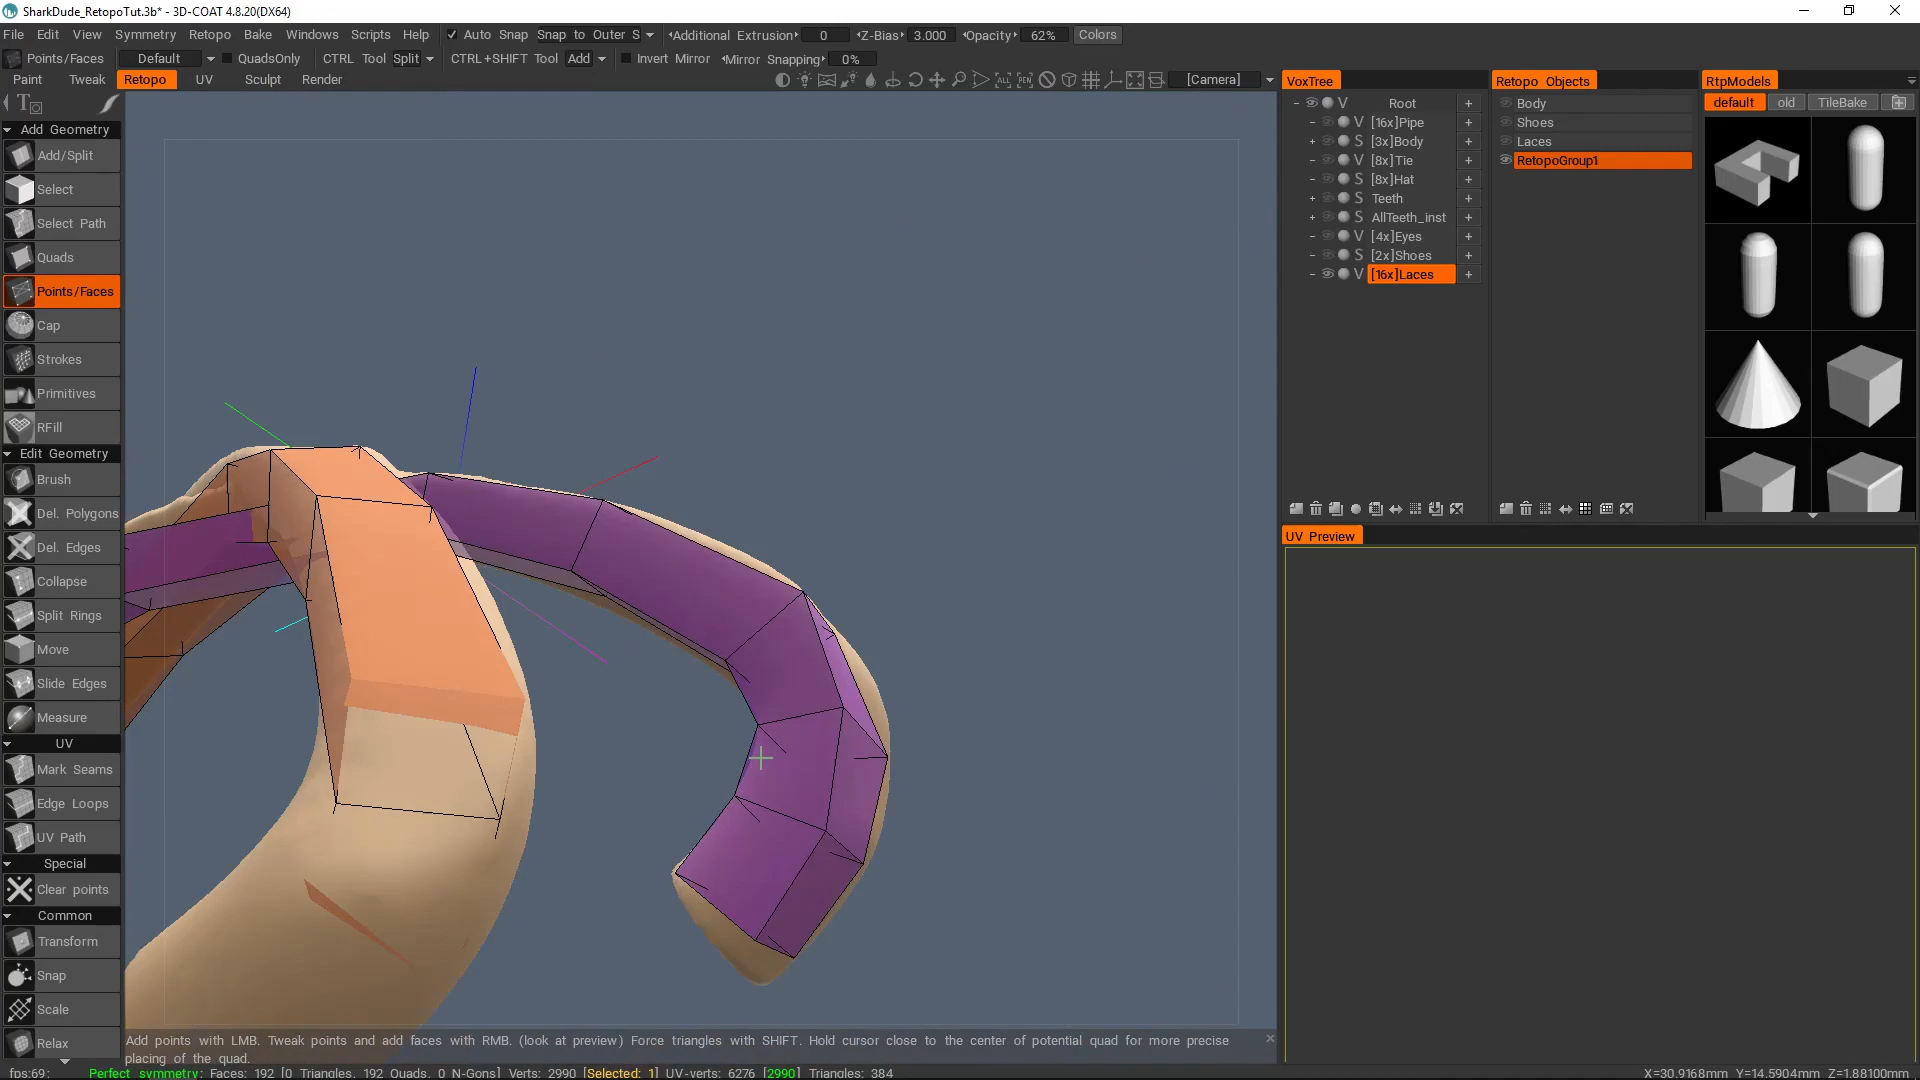 SharkDude_RetopoTut.3b* - 3D-COAT 4.8.20(DX64)
File Edit View Symmetry Retopo Bake Windows Scripts Help Auto Snap Snap to Outer S Additional Extrusion 0 Z-Bias 3.000 Opacity 62% Colors
Points/Faces Default QuadsOnly CTRL Tool Split CTRL+SHIFT Tool Add Invert Mirror Mirror Snapping 0%
Paint Tweak Retopo UV Sculpt Render [Camera]
Add Geometry
Add/Split
Select
Select Path
Quads
Points/Faces
Cap
Strokes
Primitives
RFill
Edit Geometry
Brush
Del. Polygons
Del. Edges
Collapse
Split Rings
Move
Slide Edges
Measure
UV
Mark Seams
Edge Loops
UV Path
Special
Clear points
Common
Transform
Snap
Scale
Relax
VoxTree
V Root +
V [16x]Pipe +
S [3x]Body +
V [8x]Tie +
V [8x]Hat +
S Teeth +
S AllTeeth_inst +
V [4x]Eyes +
S [2x]Shoes +
V [16x]Laces +
Retopo Objects
Body
Shoes
Laces
RetopoGroup1
RtpModels
default old TileBake
UV Preview
Add points with LMB. Tweak points and add faces with RMB. (look at preview) Force triangles with SHIFT. Hold cursor close to the center of potential quad for more precise
placing of the quad.
fps:69; Perfect symmetry; Faces: 192 [0 Triangles, 192 Quads, 0 N-Gons] Verts: 2990 [Selected: 1] UV-verts: 6276 [2990] Triangles: 384 X=30.9168mm Y=14.5904mm Z=1.88100mm